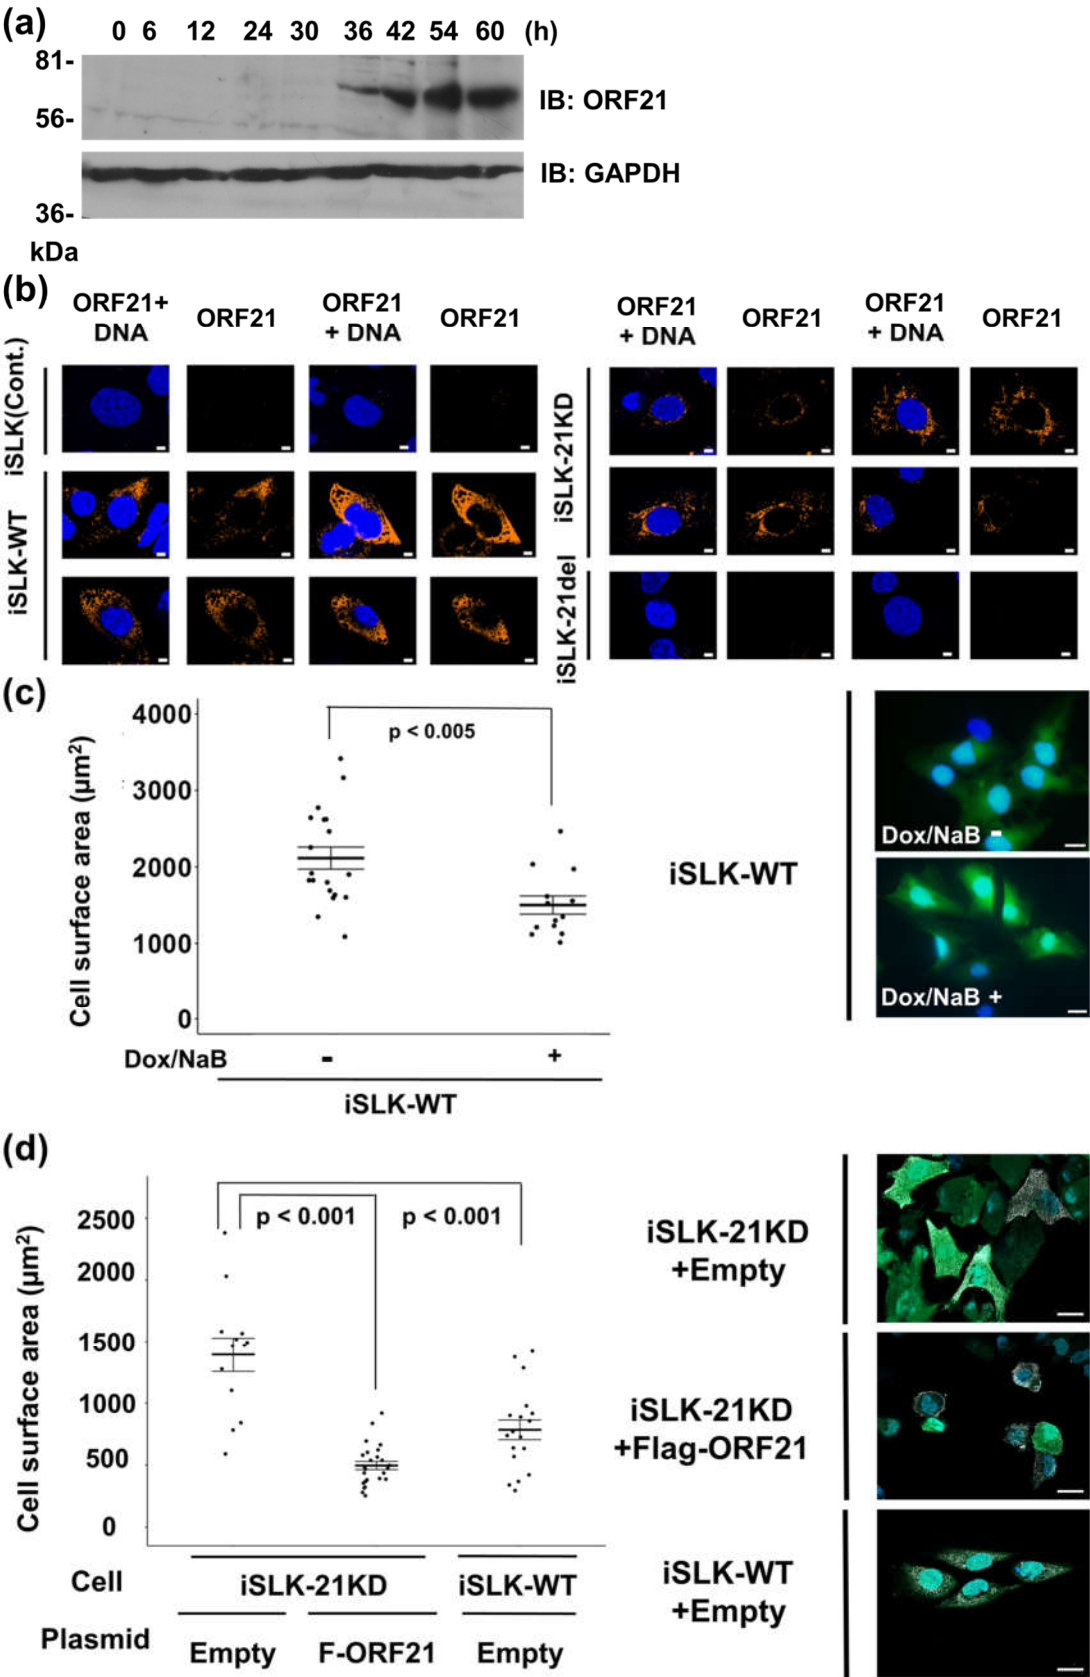 (a)
0 6 12 24 30 36 42 54 60 (h)
81-
56-
IB: ORF21
IB: GAPDH
36-
kDa
(b)
ORF21+
DNA
ORF21
ORF21
+ DNA
ORF21
ORF21
+ DNA
ORF21
ORF21
+ DNA
ORF21
iSLK(Cont.)
iSLK-WT
iSLK-21KD
iSLK-21del
(c)
Cell surface area (µm²)
4000
3000
2000
1000
0
p < 0.005
Dox/NaB - +
iSLK-WT
iSLK-WT
Dox/NaB -
Dox/NaB +
(d)
Cell surface area (µm²)
2500
2000
1500
1000
500
0
p < 0.001 p < 0.001
Cell iSLK-21KD iSLK-WT
Plasmid Empty F-ORF21 Empty
iSLK-21KD
+Empty
iSLK-21KD
+Flag-ORF21
iSLK-WT
+Empty